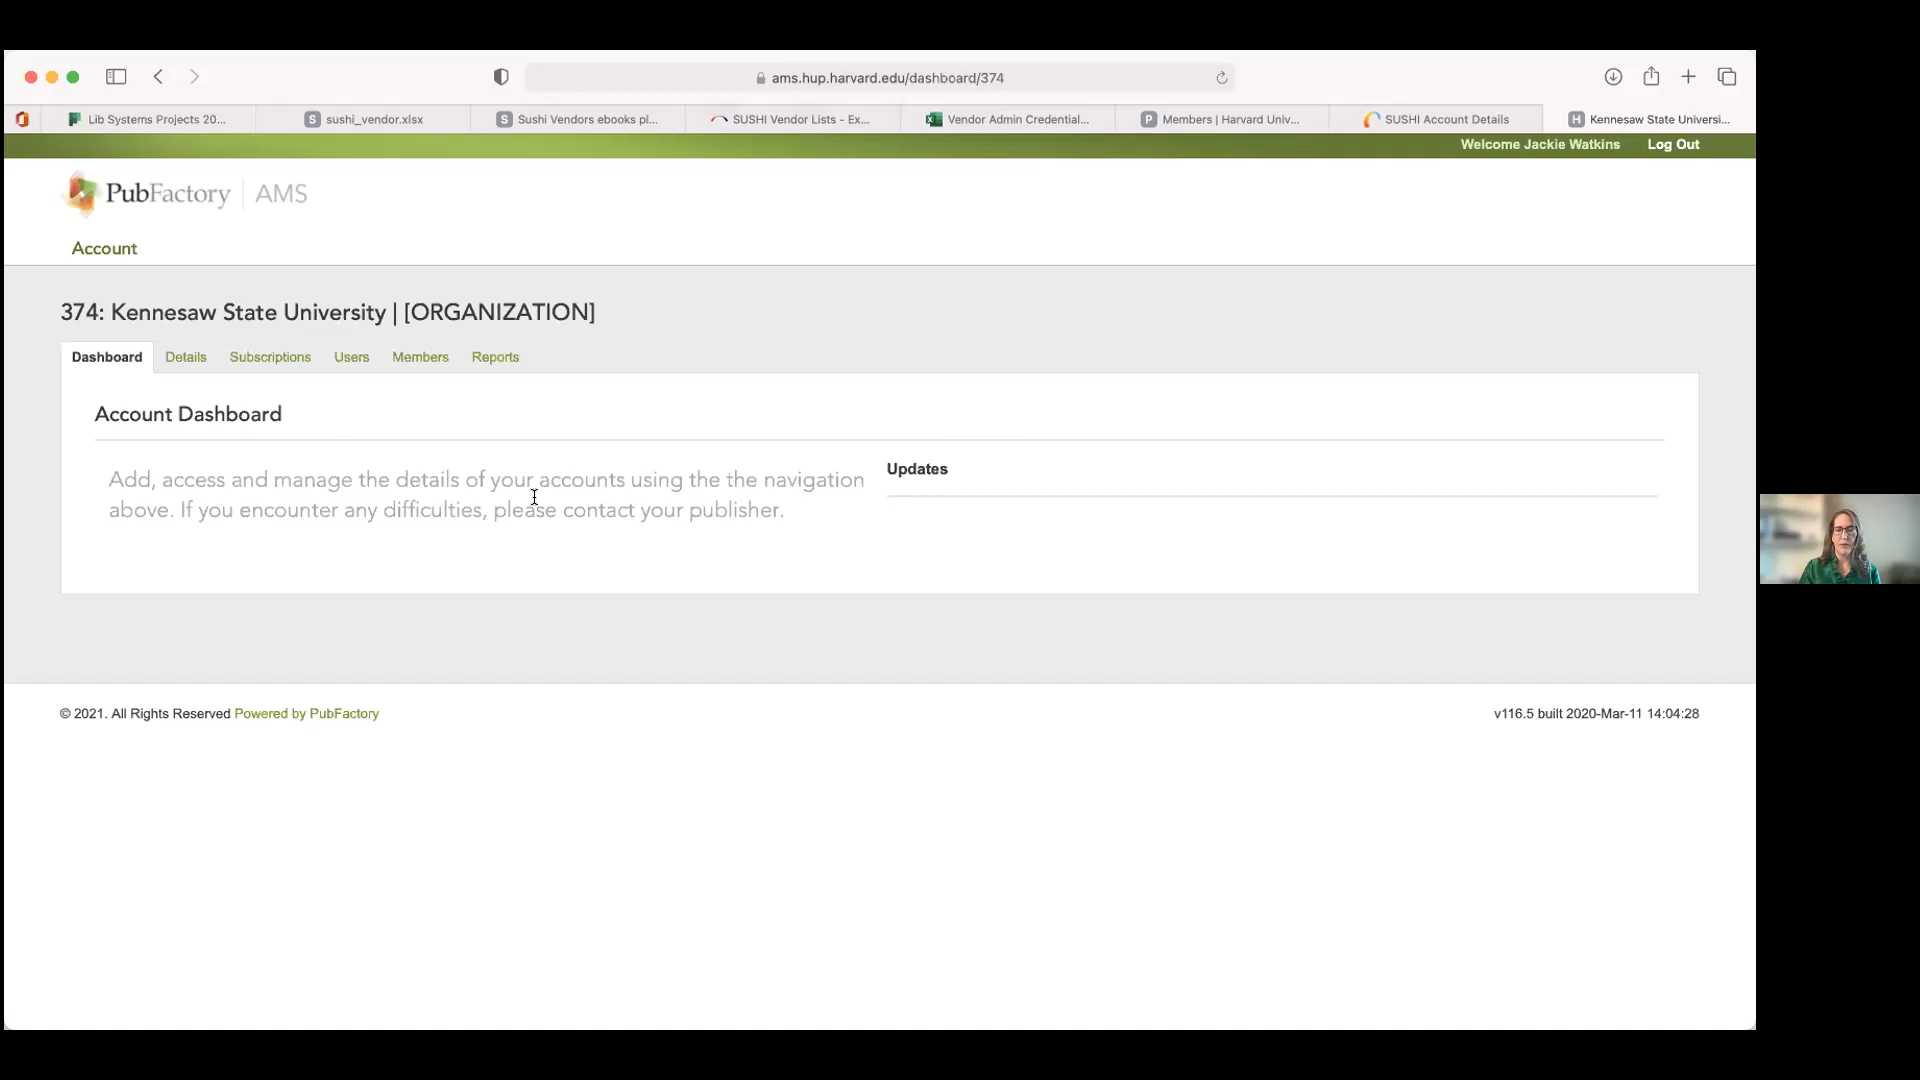 ams.hup.harvard.edu/dashboard/374
Lib Systems Projects 20...
S sushi_vendor.xlsx
S Sushi Vendors ebooks pl...
SUSHI Vendor Lists - Ex...
Vendor Admin Credential...
P Members | Harvard Univ...
SUSHI Account Details
H Kennesaw State Universi...
Welcome Jackie Watkins Log Out
PubFactory | AMS
Account
374: Kennesaw State University | [ORGANIZATION]
Dashboard Details Subscriptions Users Members Reports
Account Dashboard
Add, access and manage the details of your accounts using the the navigation
above. If you encounter any difficulties, please contact your publisher.
Updates
© 2021. All Rights Reserved Powered by PubFactory
v116.5 built 2020-Mar-11 14:04:28